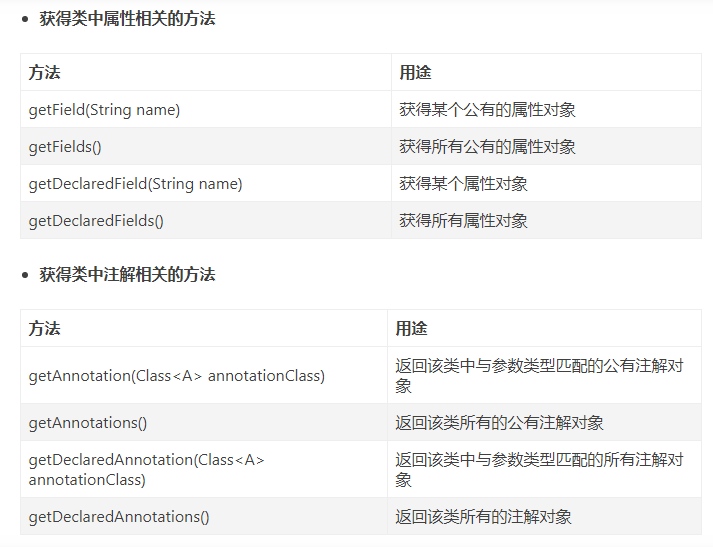 获得类中属性相关的方法
方法 用途
getField(String name) 获得某个公有的属性对象
getFields() 获得所有公有的属性对象
getDeclaredField(String name) 获得某个属性对象
getDeclaredFields() 获得所有属性对象
获得类中注解相关的方法
方法 用途
getAnnotation(Class<A> annotationClass) 返回该类中与参数类型匹配的公有注解对
象
getAnnotations() 返回该类所有的公有注解对象
getDeclaredAnnotation(Class<A> 返回该类中与参数类型匹配的所有注解对
annotationClass) 象
getDeclaredAnnotations() 返回该类所有的注解对象